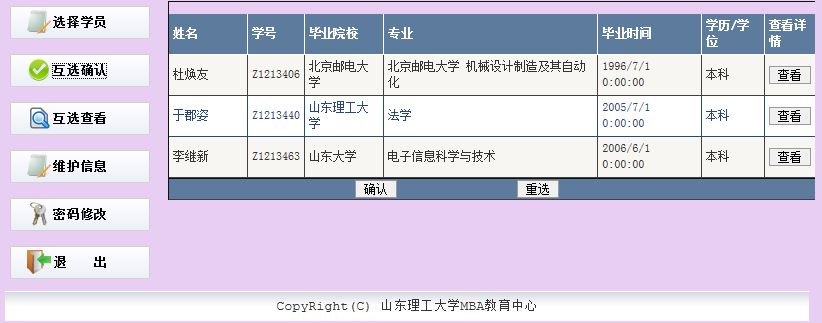 选择学员
互选确认
互选查看
维护信息
密码修改
退 出
姓名 学号 毕业院校 专业 毕业时间 学历/学位 查看详情
杜焕友 Z1213406 北京邮电大学 北京邮电大学 机械设计制造及其自动化 1996/7/1 0:00:00 本科 查看
于郡姿 Z1213440 山东理工大学 法学 2005/7/1 0:00:00 本科 查看
李维新 Z1213463 山东大学 电子信息科学与技术 2006/6/1 0:00:00 本科 查看
确认 重选
CopyRight(C) 山东理工大学MBA教育中心